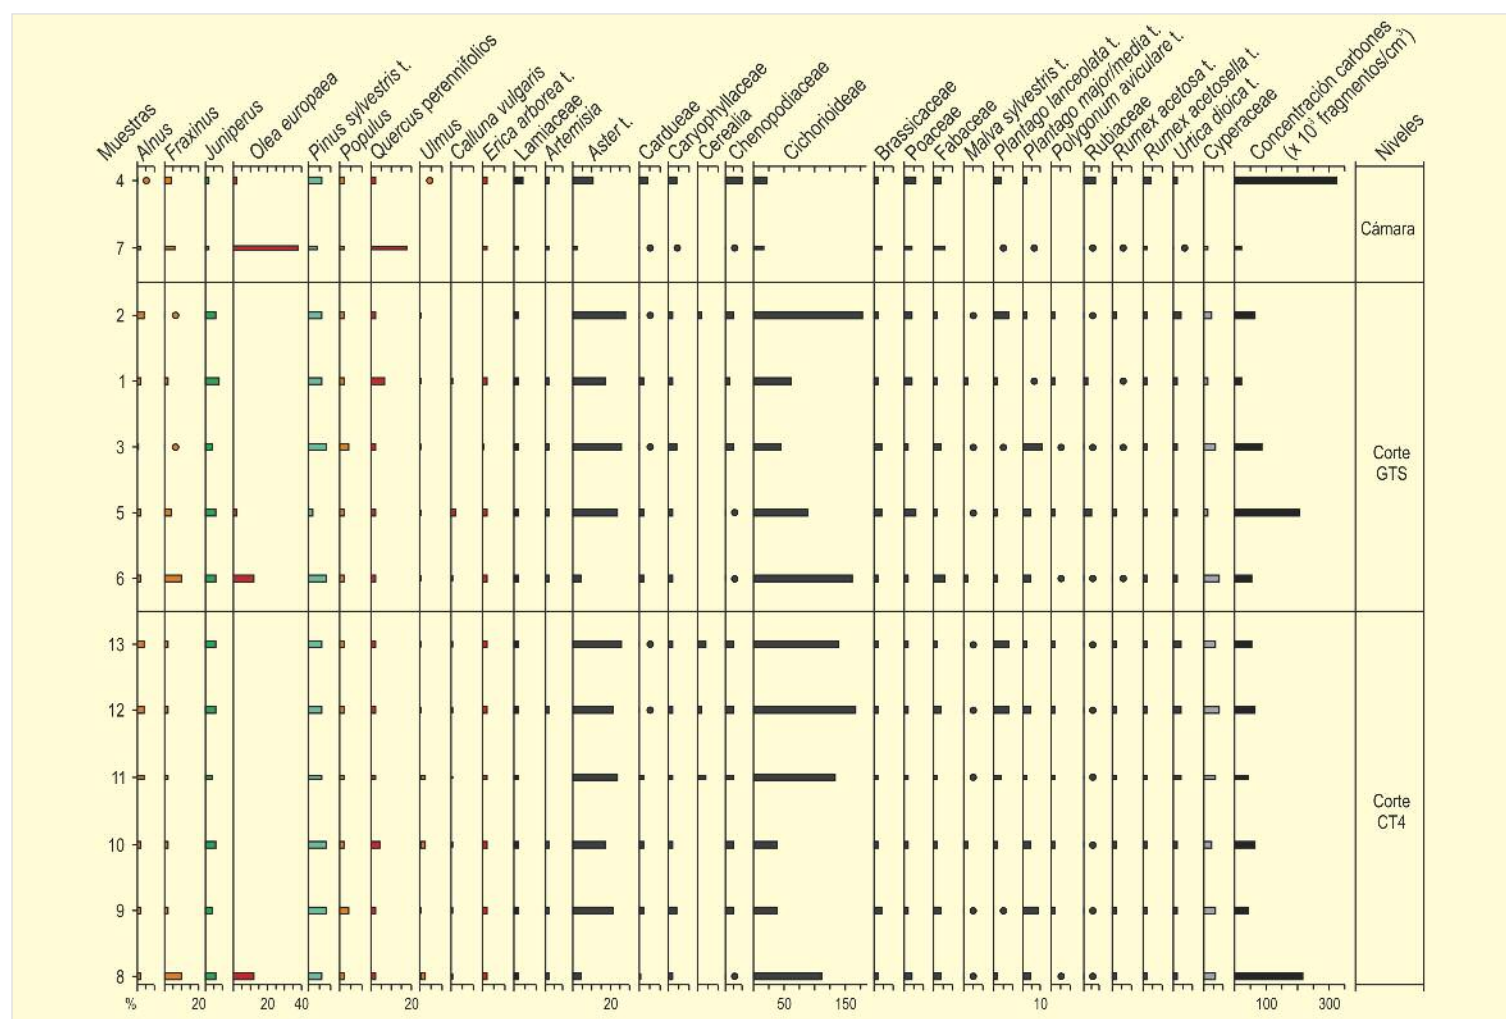 Muestras
Alnus
Fraxinus
Juniperus
Olea europaea
Pinus sylvestris t.
Populus
Quercus perennifolios
Ulmus
Calluna vulgaris
Erica arborea t.
Lamiaceae
Artemisia
Aster t.
Cardueae
Caryophyllaceae
Cerealia
Chenopodiaceae
Cichorioideae
Brassicaceae
Poaceae
Fabaceae
Malva sylvestris t.
Plantago lanceolata t.
Plantago major/media t.
Polygonum aviculare t.
Rubiaceae
Rumex acetosa t.
Rumex acetosella t.
Urtica dioica t.
Cyperaceae
Concentración carbones
(x 10³ fragmentos/cm³)
Niveles
4
7
Cámara
2
1
3
5
6
Corte
GTS
13
12
11
10
9
8
Corte
CT4
% 20 20 40 20 20 50 150 10 100 300